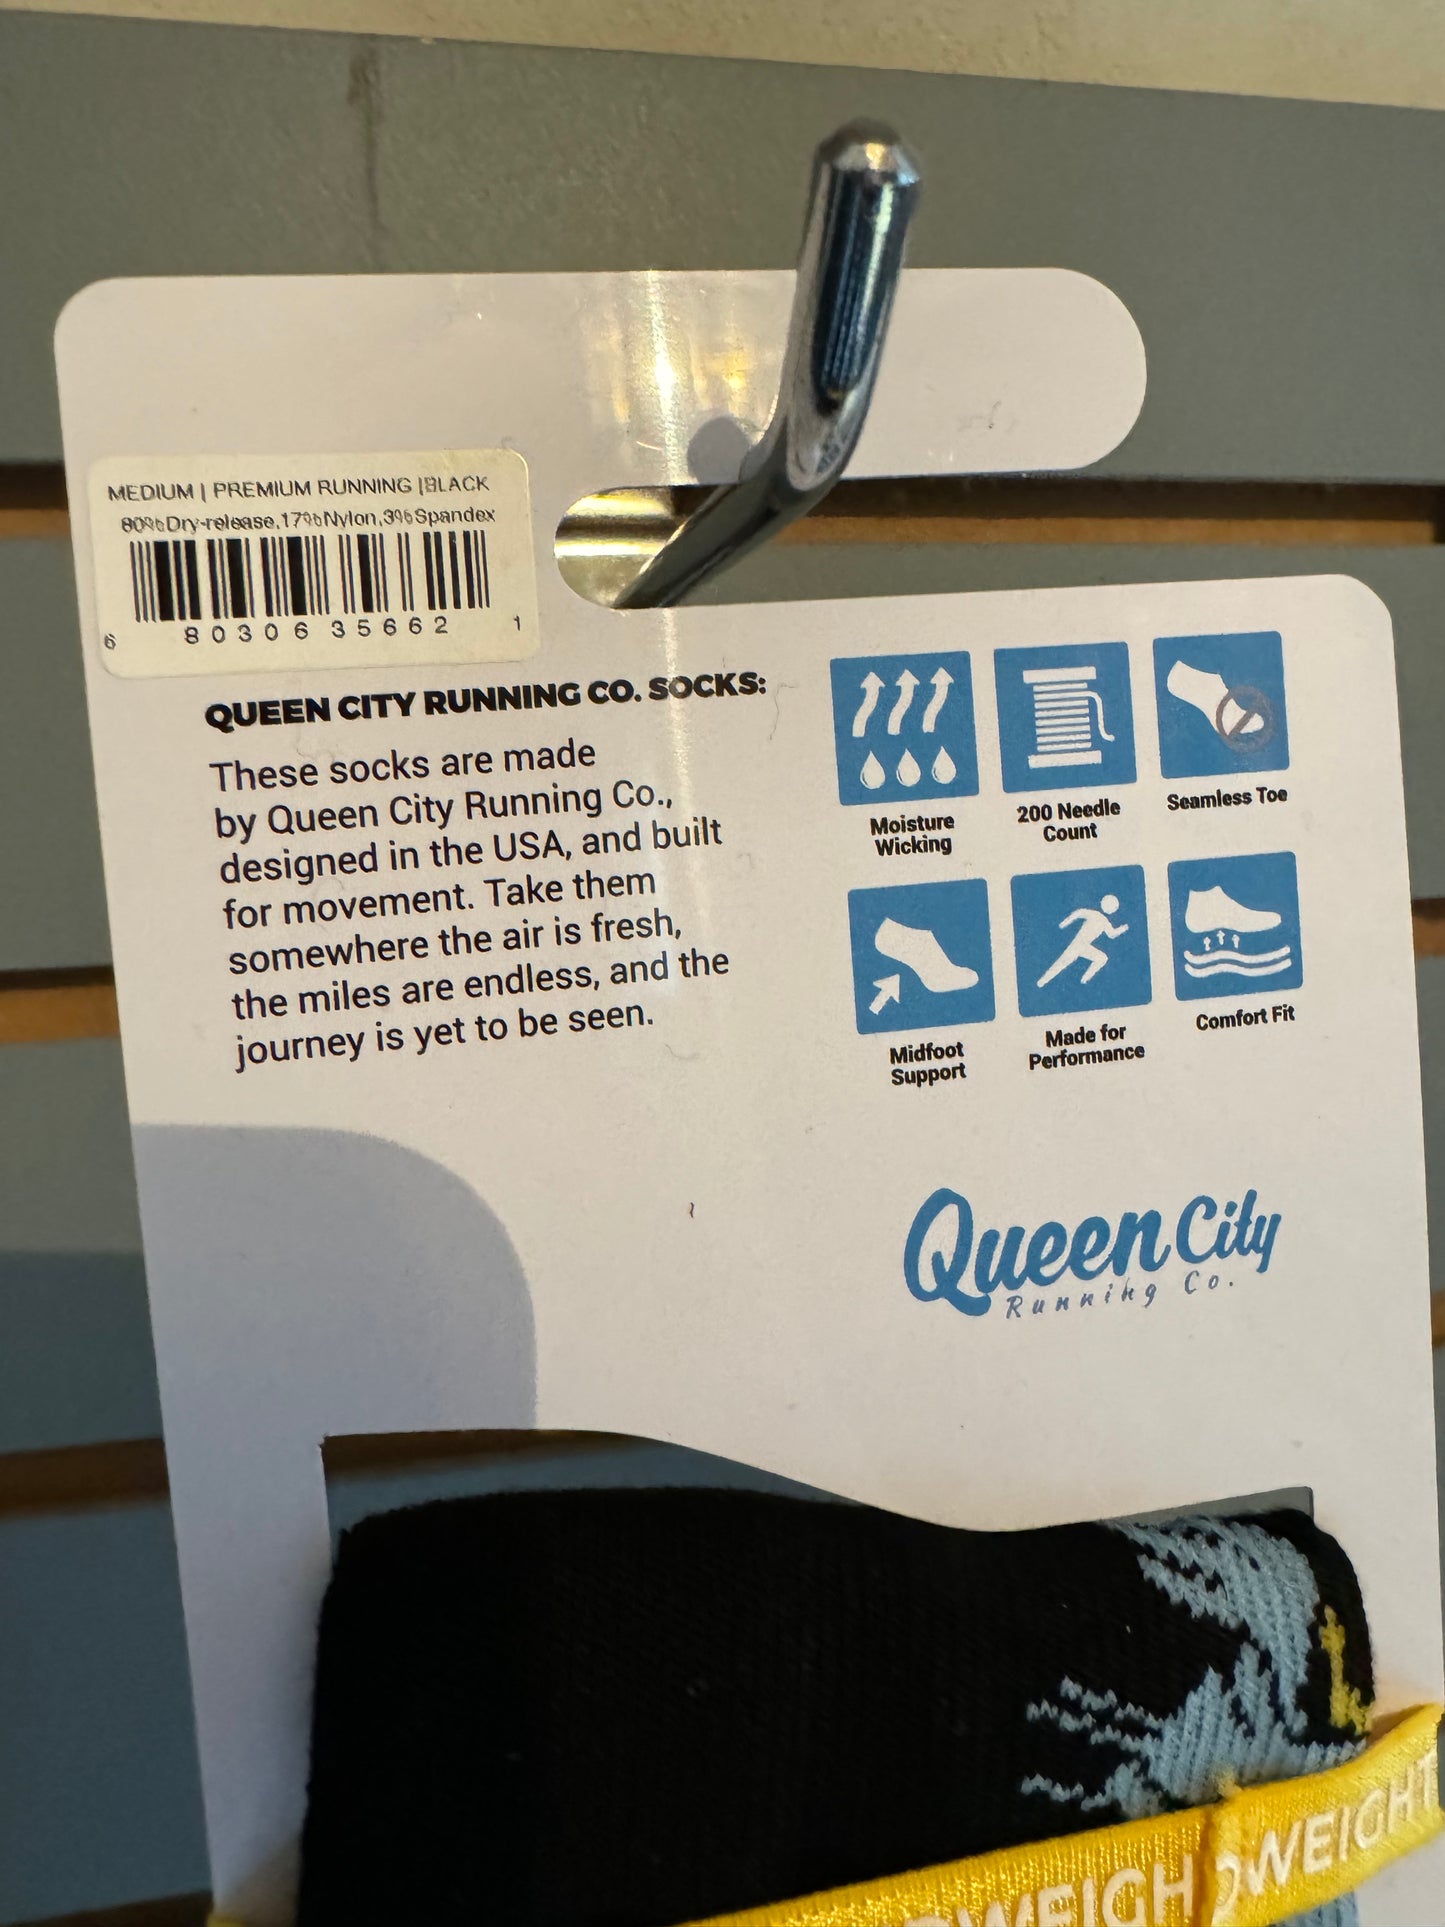 MEDIUM | PREMIUM RUNNING |BLACK
80%Dry-release,17%Nylon,3%Spandex
6 80306 35662 1
QUEEN CITY RUNNING CO. SOCKS:
These socks are made
by Queen City Running Co.,
designed in the USA, and built
for movement. Take them
somewhere the air is fresh,
the miles are endless, and the
journey is yet to be seen.
Moisture
Wicking
200 Needle
Count
Seamless Toe
Midfoot
Support
Made for
Performance
Comfort Fit
Queen City
Running Co.